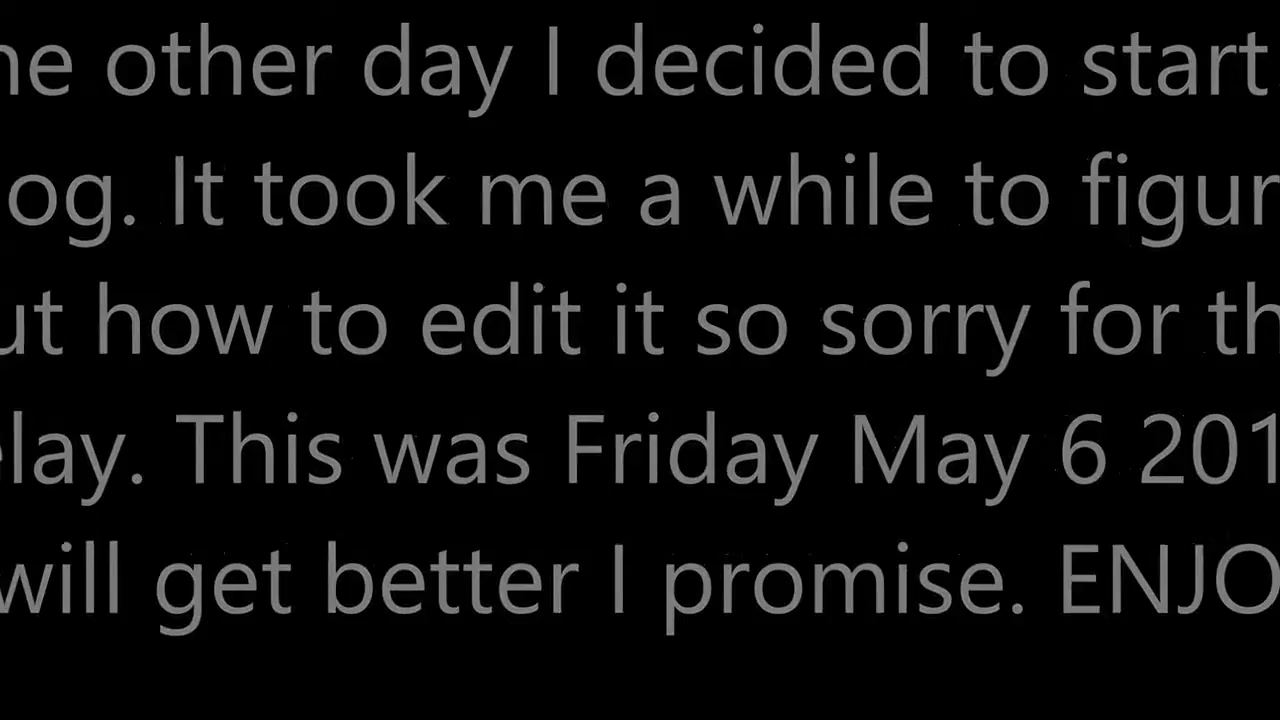 he other day I decided to start
og. It took me a while to figur
ut how to edit it so sorry for th
elay. This was Friday May 6 201
will get better I promise. ENJO